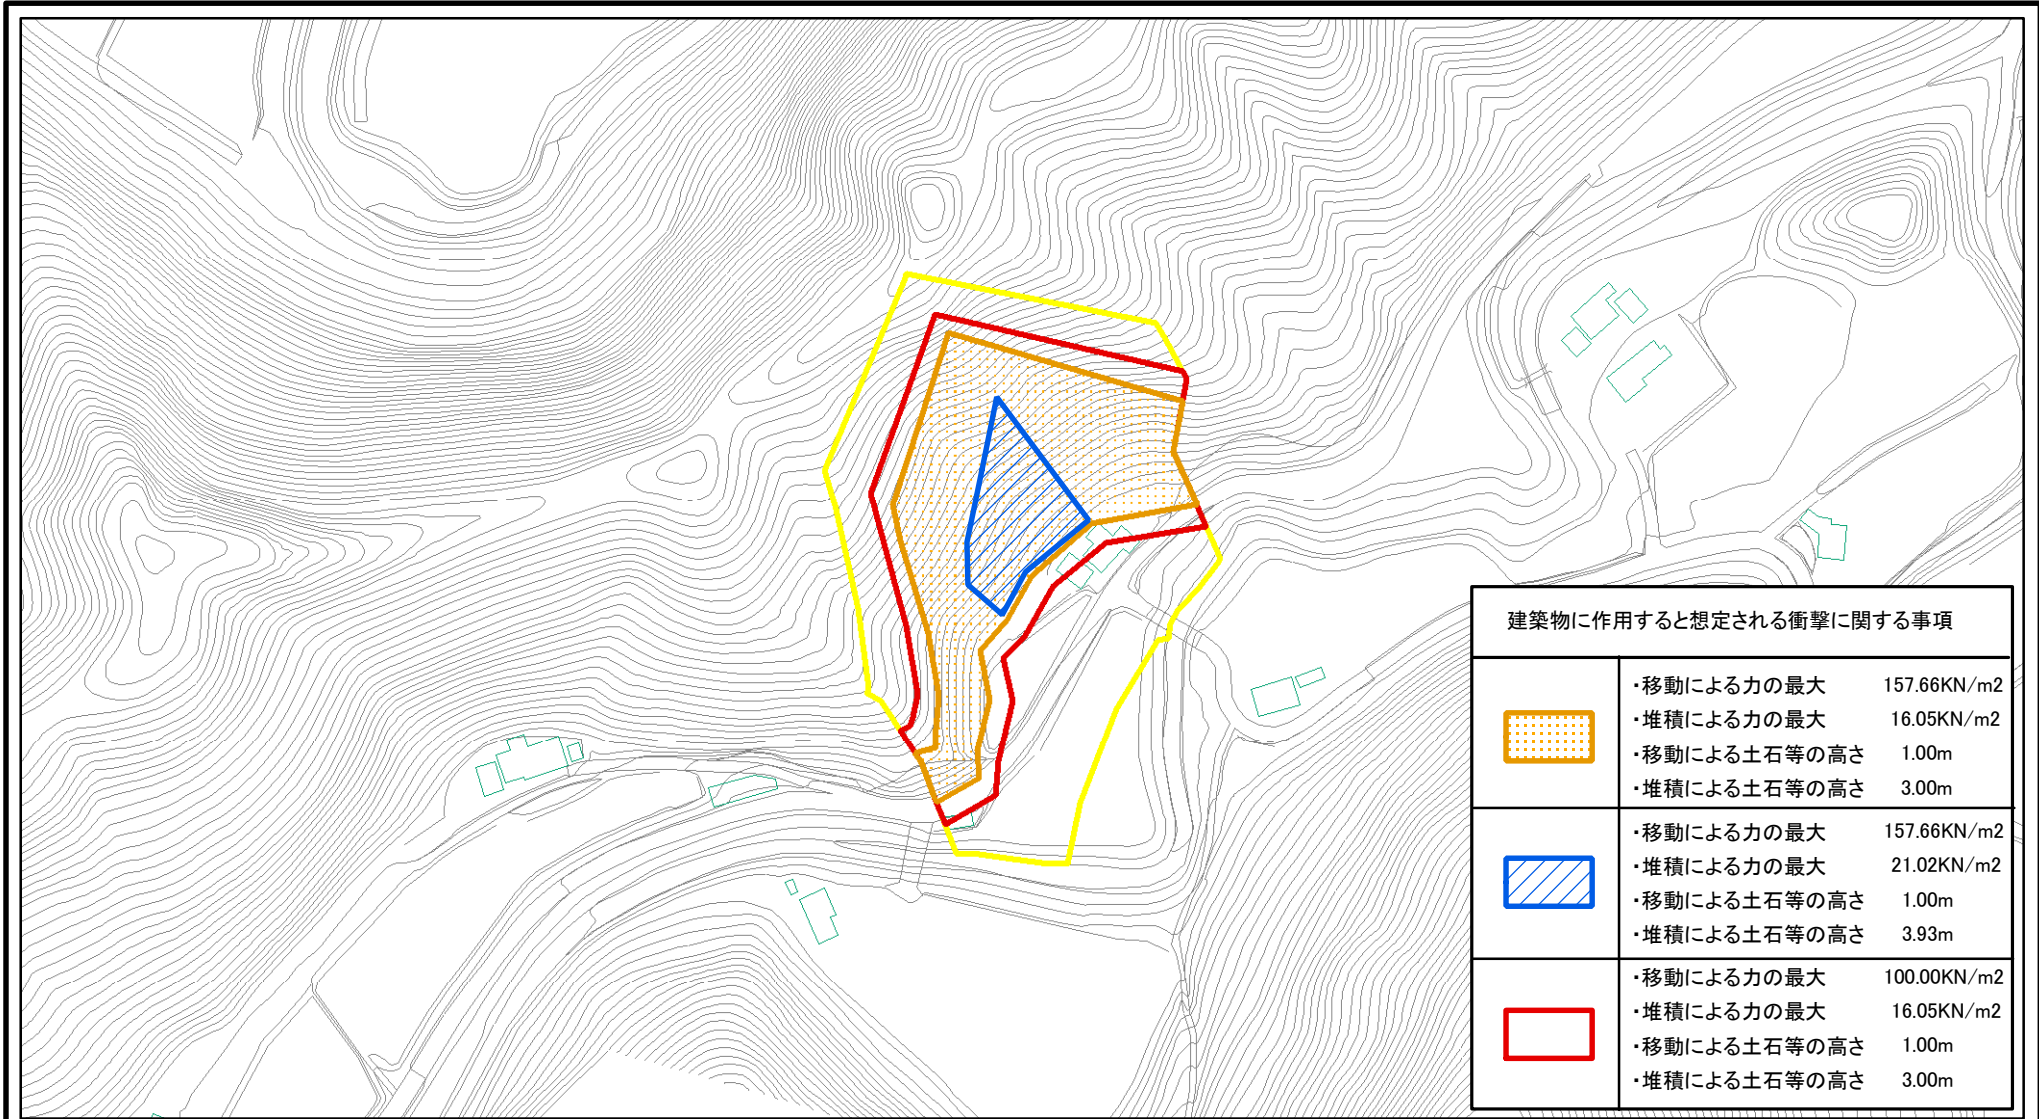 建築物に作用すると想定される衝撃に関する事項
・移動による力の最大 157.66KN/m2
・堆積による力の最大 16.05KN/m2
・移動による土石等の高さ 1.00m
・堆積による土石等の高さ 3.00m
・移動による力の最大 157.66KN/m2
・堆積による力の最大 21.02KN/m2
・移動による土石等の高さ 1.00m
・堆積による土石等の高さ 3.93m
・移動による力の最大 100.00KN/m2
・堆積による力の最大 16.05KN/m2
・移動による土石等の高さ 1.00m
・堆積による土石等の高さ 3.00m